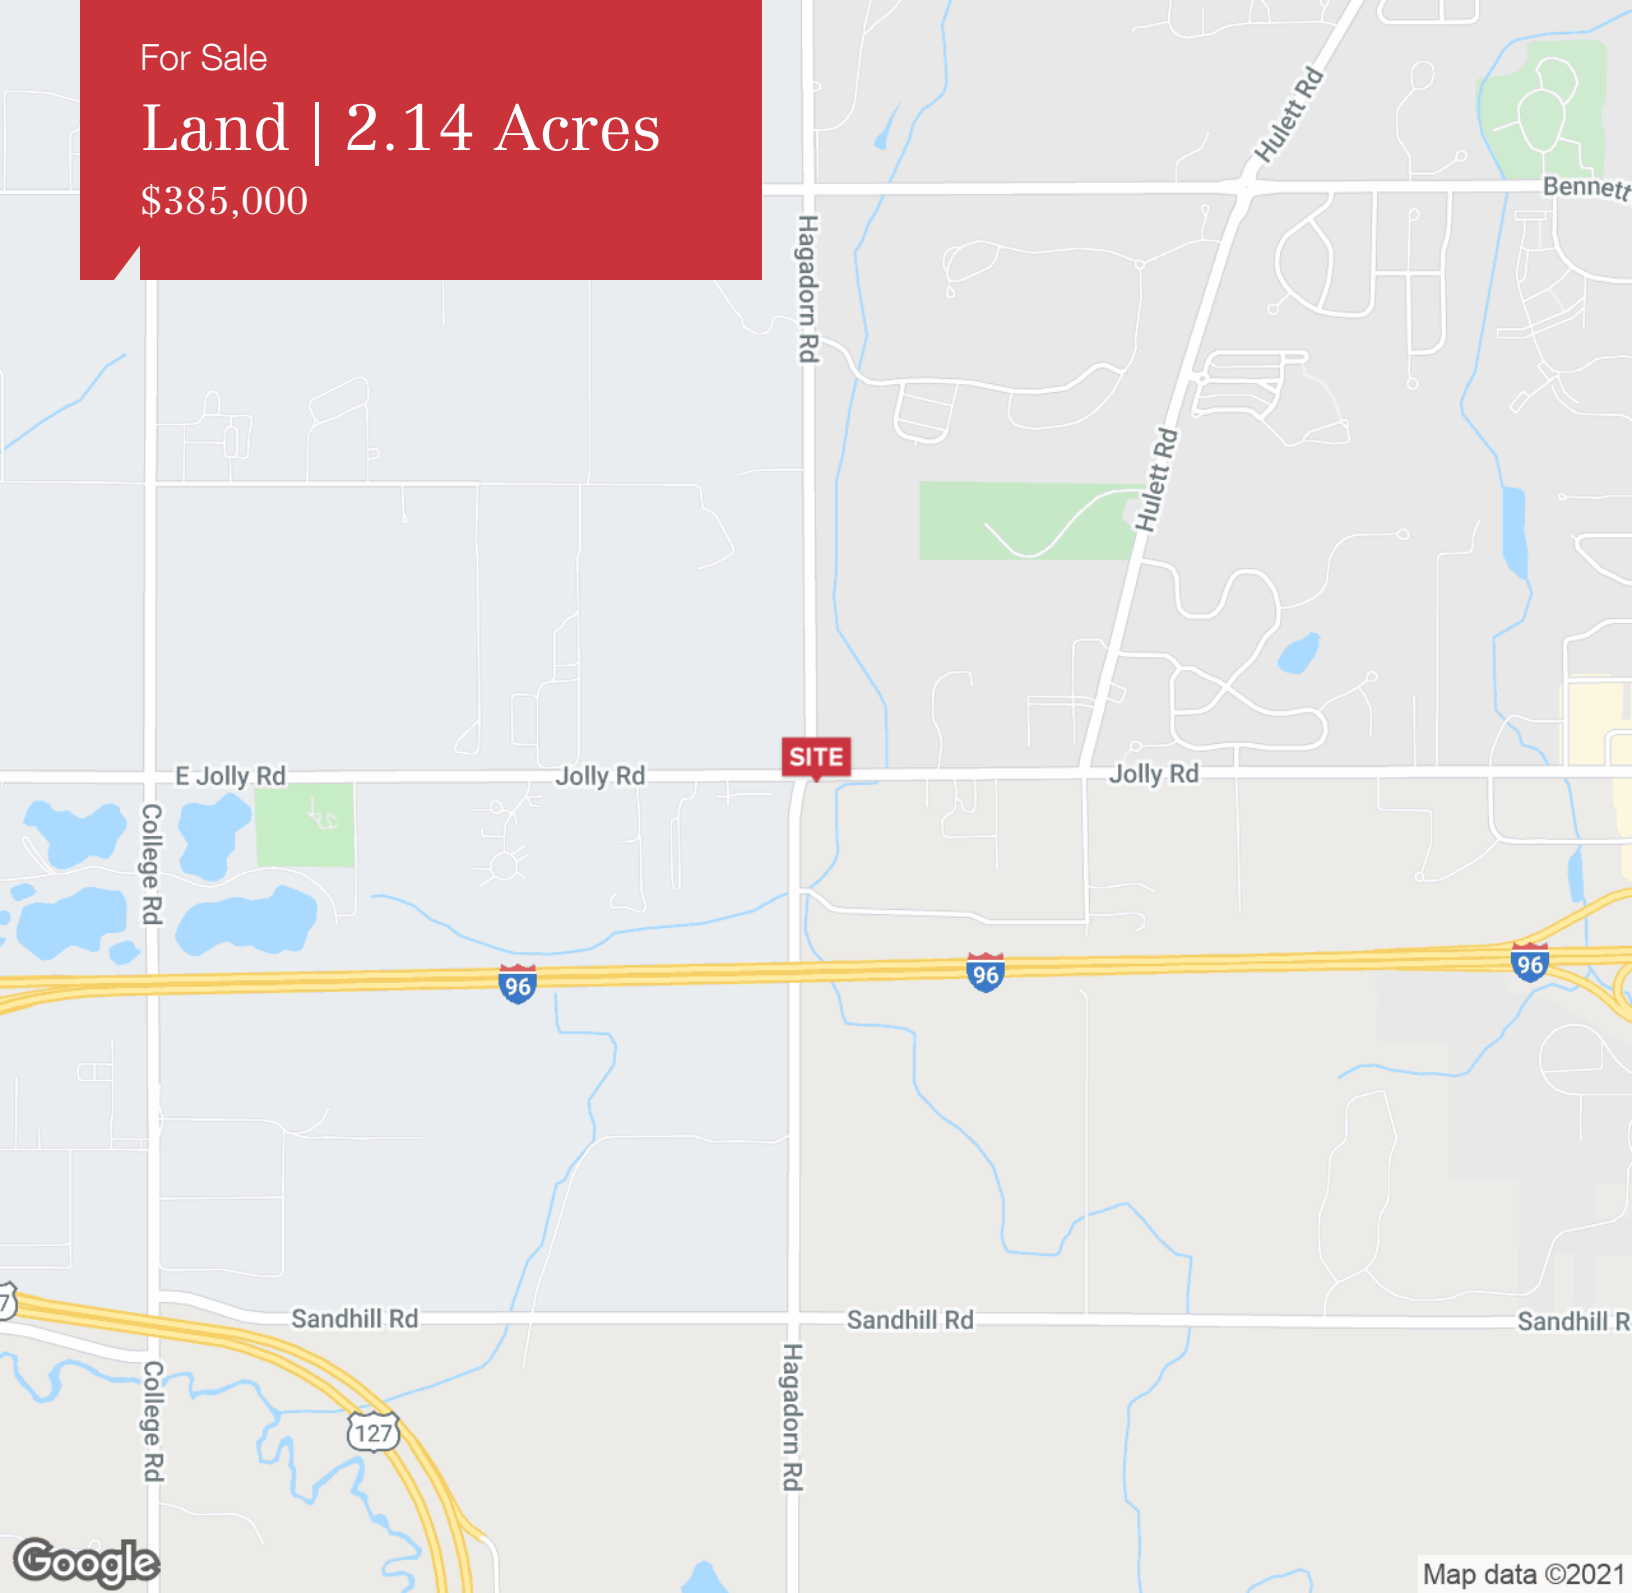 For Sale
Land | 2.14 Acres
$385,000
Hulett Rd
Bennett
Hagadorn Rd
Hulett Rd
SITE
E Jolly Rd
Jolly Rd
Jolly Rd
College Rd
96
96
96
7
Sandhill Rd
Sandhill Rd
Sandhill R
College Rd
Hagadorn Rd
127
Google
Map data ©2021